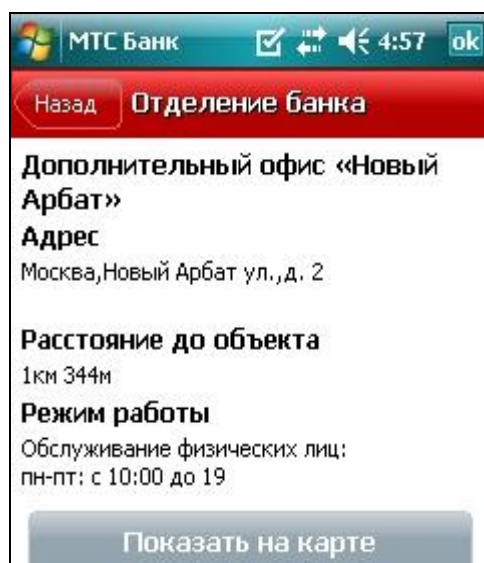 МТС Банк 4:57 ok
Назад Отделение банка
Дополнительный офис «Новый
Арбат»
Адрес
Москва,Новый Арбат ул.,д. 2
Расстояние до объекта
1км 344м
Режим работы
Обслуживание физических лиц:
пн-пт: с 10:00 до 19
Показать на карте